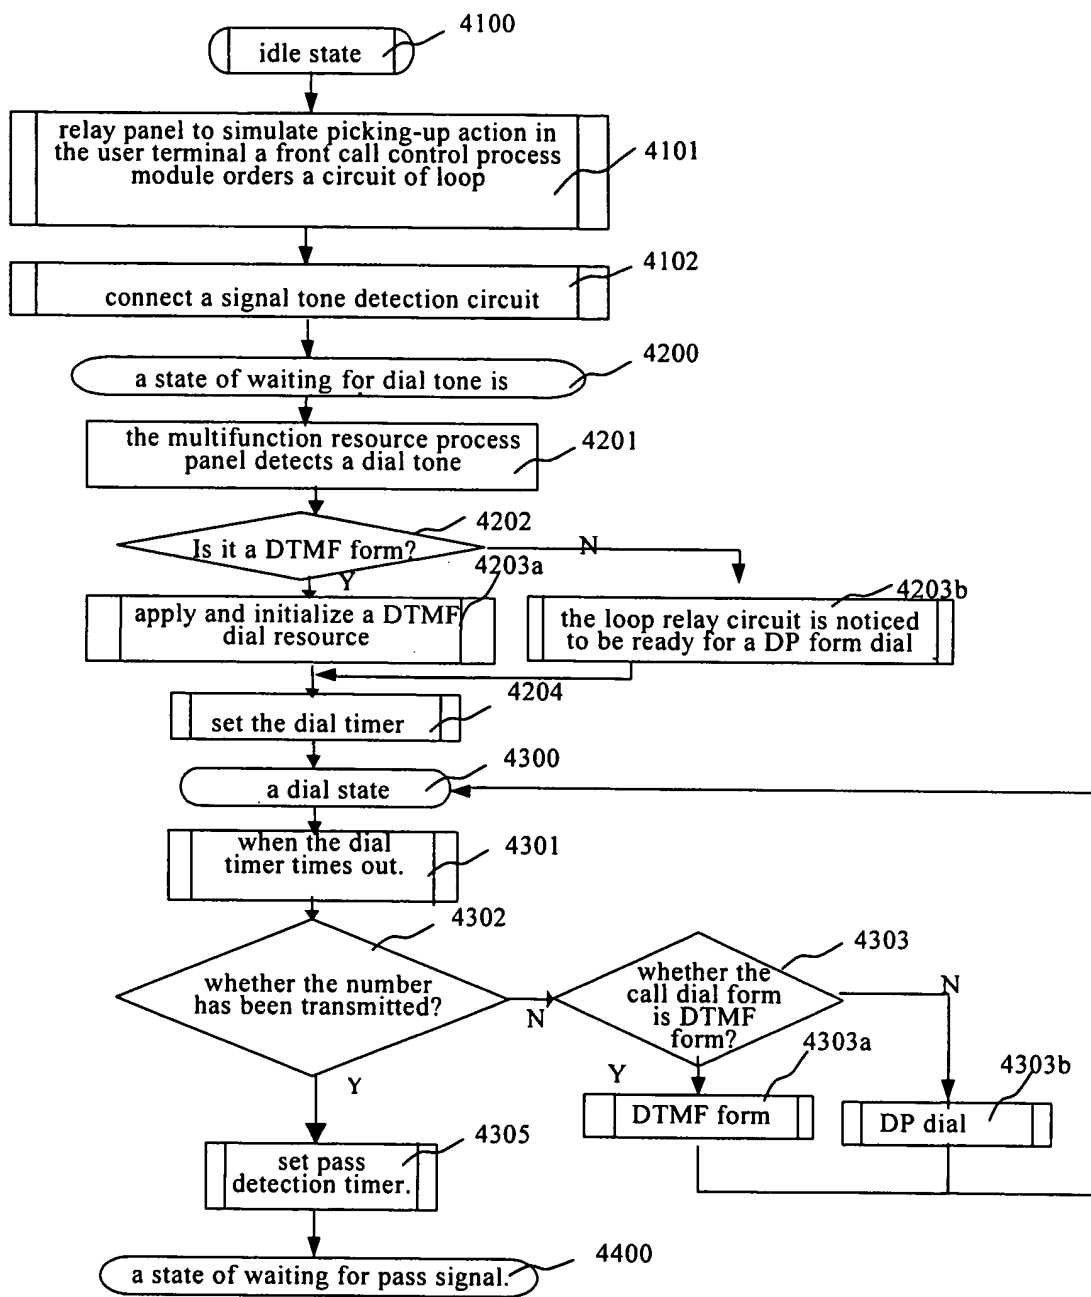 4100
idle state
relay panel to simulate picking-up action in
the user terminal a front call control process
module orders a circuit of loop
4101
4102
connect a signal tone detection circuit
4200
a state of waiting for dial tone is
the multifunction resource process
panel detects a dial tone
4201
4202
Is it a DTMF form?
N
Y
4203a
4203b
apply and initialize a DTMF
dial resource
the loop relay circuit is noticed
to be ready for a DP form dial
4204
set the dial timer
4300
a dial state
when the dial
timer times out.
4301
4302
4303
whether the number
has been transmitted?
N
whether the
call dial form
is DTMF
form?
N
Y
Y
4303a
4303b
DTMF form
DP dial
4305
set pass
detection timer.
4400
a state of waiting for pass signal.